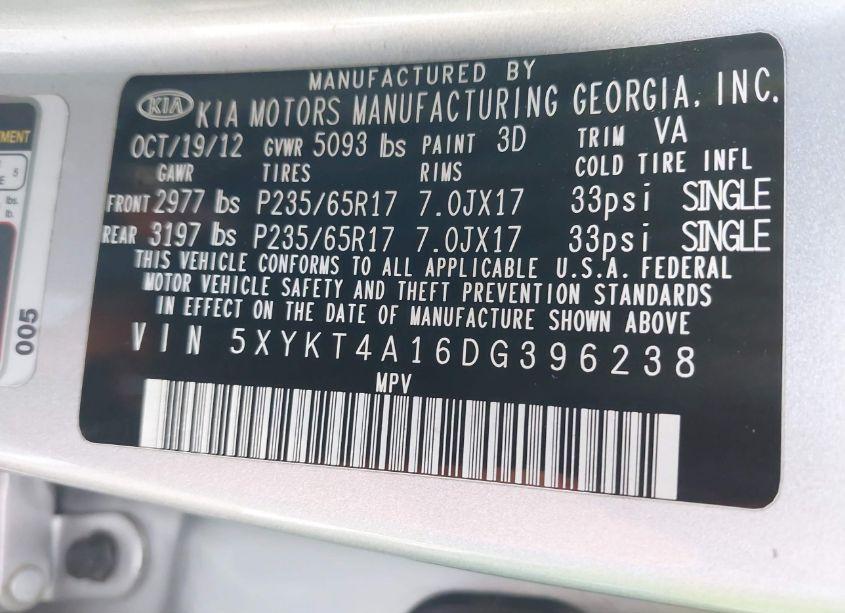 MANUFACTURED BY
KIA KIA MOTORS MANUFACTURING GEORGIA, INC.
OCT/19/12 GVWR 5093 lbs PAINT 3D TRIM VA
GAWR TIRES RIMS COLD TIRE INFL
FRONT 2977 lbs P235/65R17 7.0JX17 33psi SINGLE
REAR 3197 lbs P235/65R17 7.0JX17 33psi SINGLE
THIS VEHICLE CONFORMS TO ALL APPLICABLE U.S.A. FEDERAL
MOTOR VEHICLE SAFETY AND THEFT PREVENTION STANDARDS
IN EFFECT ON THE DATE OF MANUFACTURE SHOWN ABOVE
VIN 5XYKT4A16DG396238
MPV
5
lbs.
lb.
005